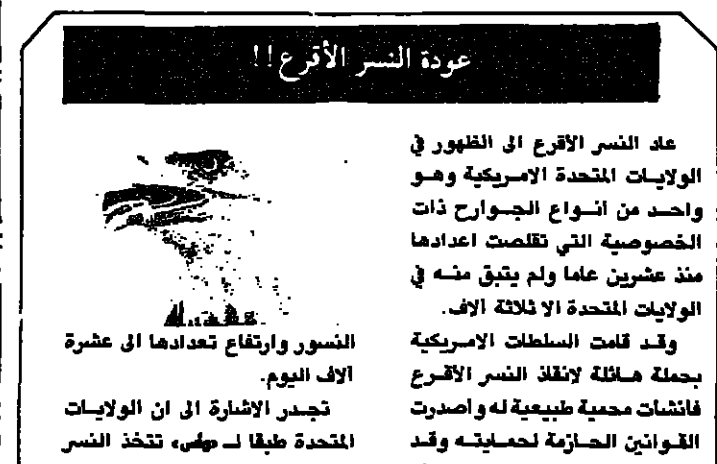 عودة النسر الأقرع!!
عاد النسر الأقرع الى الظهور في
الولايات المتحدة الامريكية وهو
واحد من انواع الجوارح ذات
الخصوصية التي تقلصت اعدادها
منذ عشرين عاما ولم يتبق منه في
الولايات المتحدة الا ثلاثة الاف.
وقد قامت السلطات الامريكية
بحملة هائلة لإنقاذ النسر الأقرع
فانشات محمية طبيعية له واصدرت
القوانين الحازمة لحمايته وقد
النسور وارتفاع تعدادها الى عشرة
آلاف اليوم.
تجدر الاشارة الى ان الولايات
المتحدة طبقا لـ تتخذ النسر